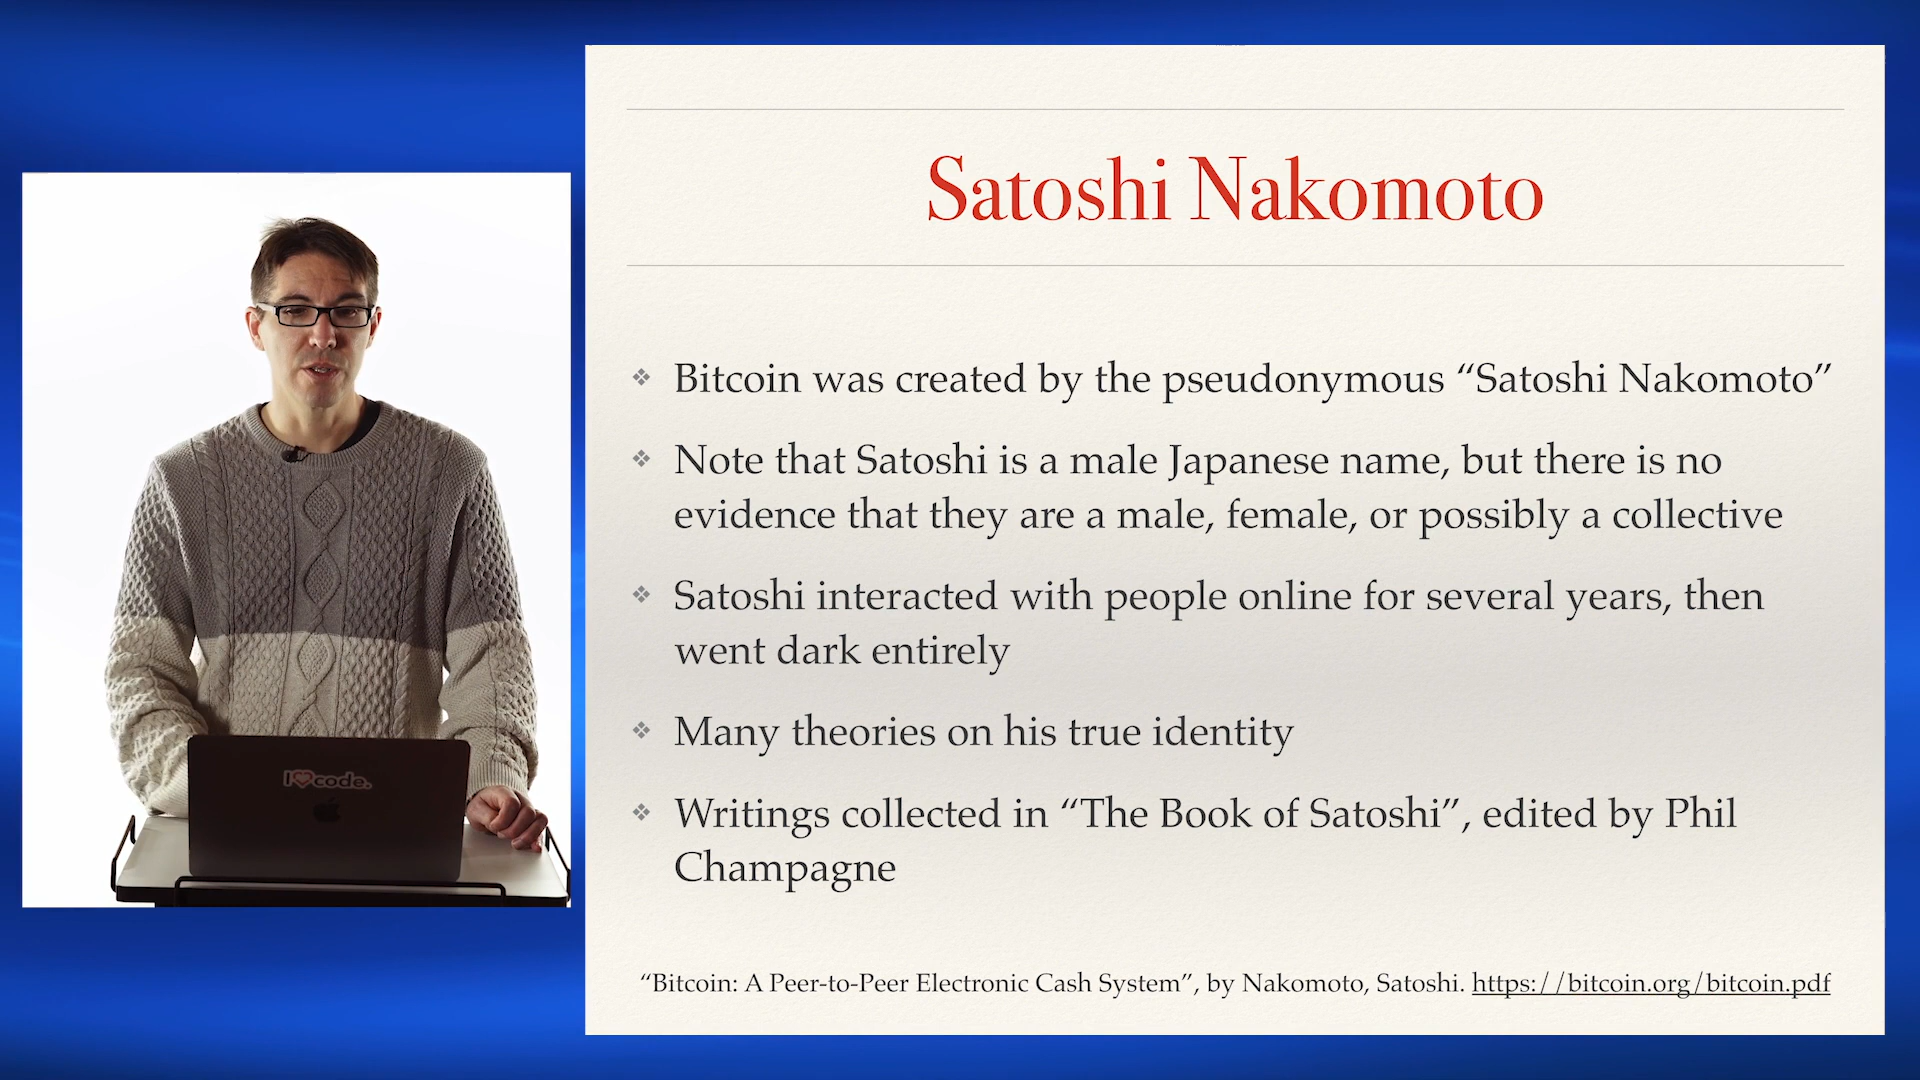 Satoshi Nakomoto
❖ Bitcoin was created by the pseudonymous “Satoshi Nakomoto”
❖ Note that Satoshi is a male Japanese name, but there is no
evidence that they are a male, female, or possibly a collective
❖ Satoshi interacted with people online for several years, then
went dark entirely
❖ Many theories on his true identity
❖ Writings collected in “The Book of Satoshi”, edited by Phil
Champagne
“Bitcoin: A Peer-to-Peer Electronic Cash System”, by Nakomoto, Satoshi. https://bitcoin.org/bitcoin.pdf
I ❤ code.